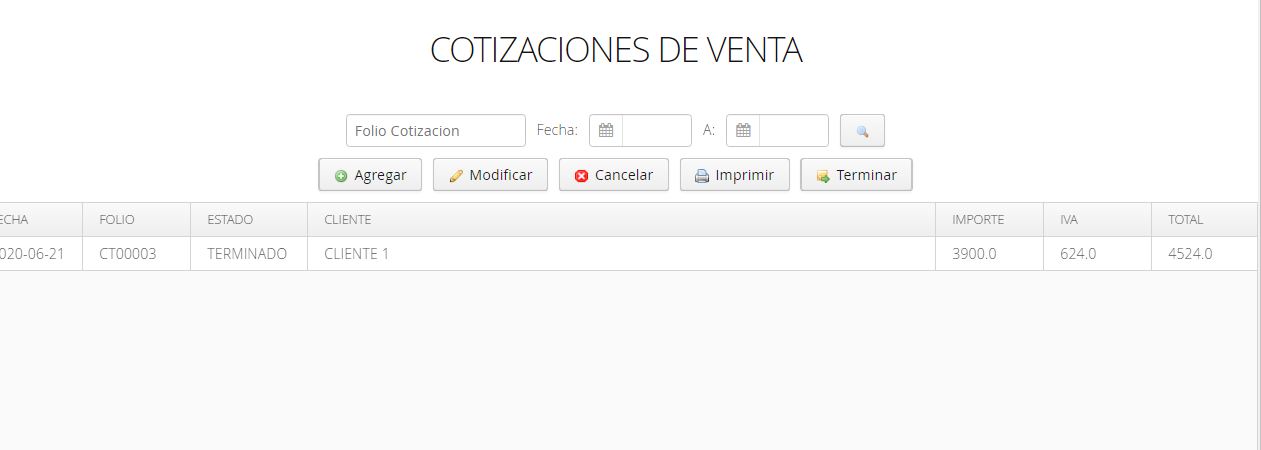 COTIZACIONES DE VENTA
Folio Cotizacion Fecha: A:
Agregar Modificar Cancelar Imprimir Terminar
ECHA FOLIO ESTADO CLIENTE IMPORTE IVA TOTAL
020-06-21 CT00003 TERMINADO CLIENTE 1 3900.0 624.0 4524.0